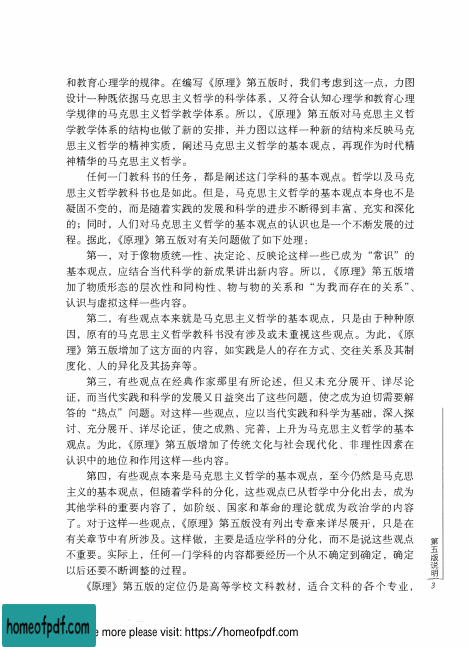 和教育心理学的规律。在编写《原理》第五版时，我们考虑到这一点，力图
设计一种既依据马克思主义哲学的科学体系，又符合认知心理学和教育心理
学规律的马克思主义哲学教学体系。所以，《原理》第五版对马克思主义哲
学教学体系的结构也做了新的安排，并力图以这样一种新的结构来反映马克
思主义哲学的精神实质，阐述马克思主义哲学的基本观点，再现作为时代精
神精华的马克思主义哲学。
任何一门教科书的任务，都是阐述这门学科的基本观点。哲学以及马克
思主义哲学教科书也是如此。但是，马克思主义哲学的基本观点本身也不是
凝固不变的，而是随着实践的发展和科学的进步不断得到丰富、充实和深化
的；同时，人们对马克思主义哲学的基本观点的认识也是一个不断发展的过
程。据此，《原理》第五版对有关问题做了如下处理：
第一，对于像物质统一性、决定论、反映论这样一些已成为“常识”的
基本观点，应结合当代科学的新成果讲出新内容。所以，《原理》第五版增
加了物质形态的层次性和同构性、物与物的关系和“为我而存在的关系”、
认识与虚拟这样一些内容。
第二，有些观点本来就是马克思主义哲学的基本观点，只是由于种种原
因，原有的马克思主义哲学教科书没有涉及或未重视这些观点。为此，《原
理》第五版增加了这方面的内容，如实践是人的存在方式、交往关系及其制
度化、人的异化及其扬弃等。
第三，有些观点在经典作家那里有所论述，但又未充分展开、详尽论
证，而当代实践和科学的发展又日益突出了这些问题，使之成为迫切需要解
答的“热点”问题。对这样一些观点，应以当代实践和科学为基础，深入探
讨、充分展开、详尽论证，使之成熟、完善，上升为马克思主义哲学的基本
观点。为此，《原理》第五版增加了传统文化与社会现代化、非理性因素在
认识中的地位和作用这样一些内容。
第四，有些观点本来是马克思主义哲学的基本观点，至今仍然是马克思
主义的基本观点，但随着学科的分化，这些观点已从哲学中分化出去，成为
其他学科的重要内容了，如阶级、国家和革命的理论就成为政治学的内容
了。对于这样一些观点，《原理》第五版没有列出专章来详尽展开，只是在
有关章节中有所涉及。这样做，主要是适应学科的分化，而不是说这些观点
不重要。实际上，任何一门学科的内容都要经历一个从不确定到确定，确定
以后还要不断调整的过程。
《原理》第五版的定位仍是高等学校文科教材，适合文科的各个专业，
第五版说明
3
homeofpdf.com
e more please visit: https://homeofpdf.com